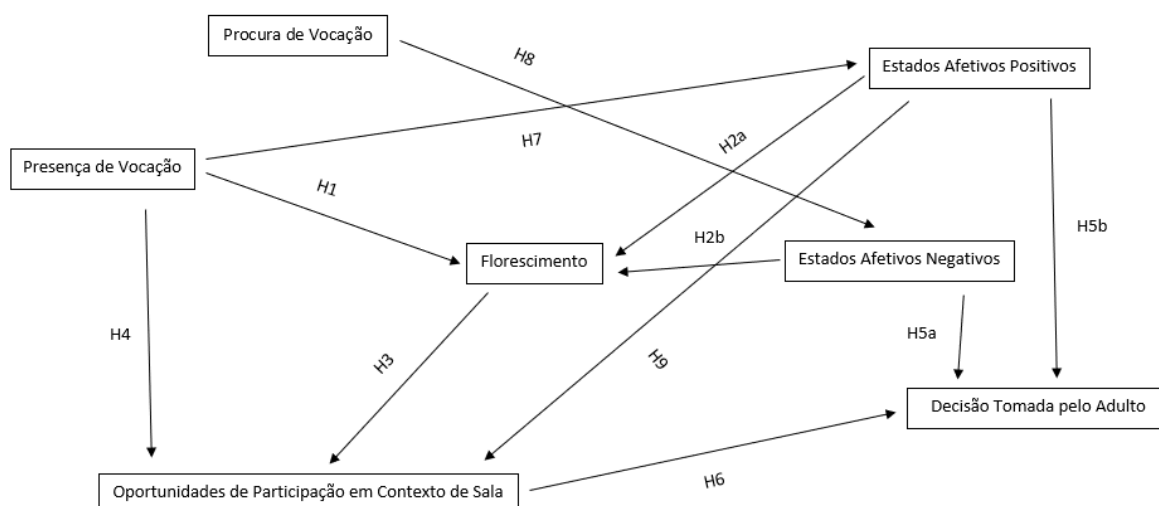 Procura de Vocação
H8
Estados Afetivos Positivos
H7
H2a
Presença de Vocação
H1
H5b
H2b
Florescimento
Estados Afetivos Negativos
H4
H5a
H3
H9
Decisão Tomada pelo Adulto
H6
Oportunidades de Participação em Contexto de Sala